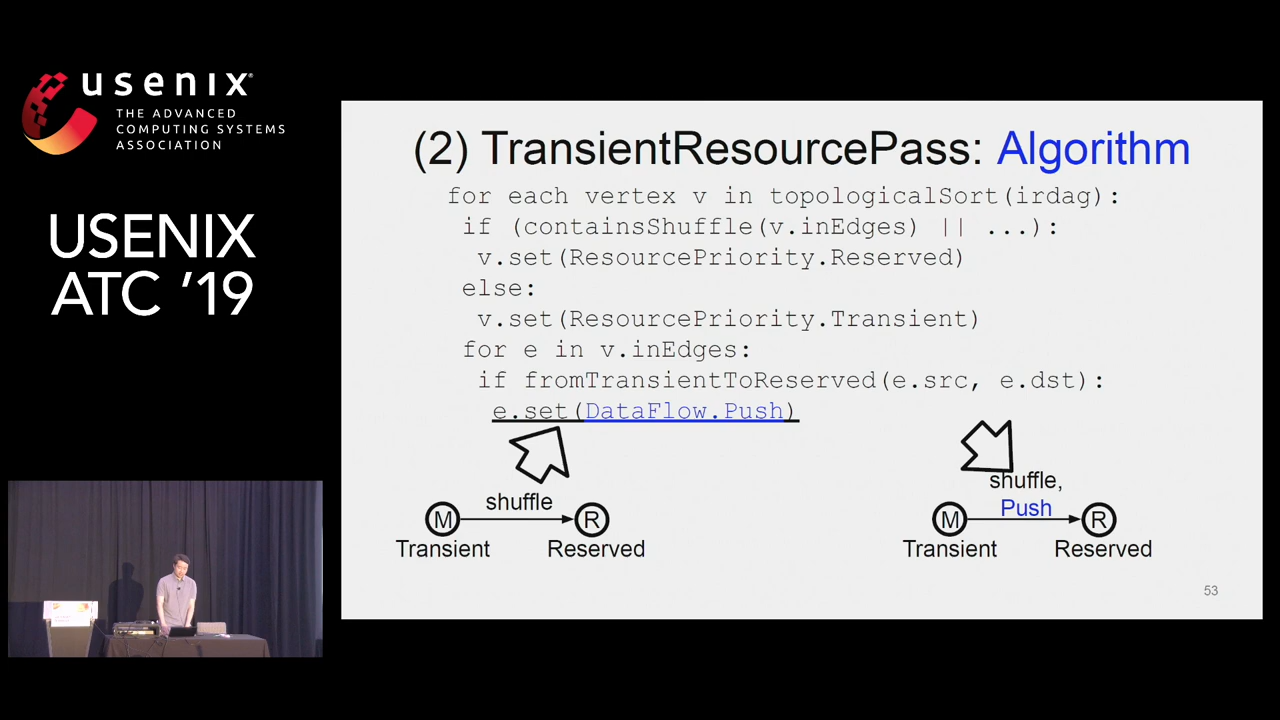 usenix®
THE ADVANCED
COMPUTING SYSTEMS
ASSOCIATION
USENIX
ATC '19
(2) TransientResourcePass: Algorithm
for each vertex v in topologicalSort(irdag):
if (containsShuffle(v.inEdges) || ...):
v.set(ResourcePriority.Reserved)
else:
v.set(ResourcePriority.Transient)
for e in v.inEdges:
if fromTransientToReserved(e.src, e.dst):
e.set(DataFlow.Push)
shuffle
M
R
Transient
Reserved
shuffle,
Push
M
R
Transient
Reserved
53